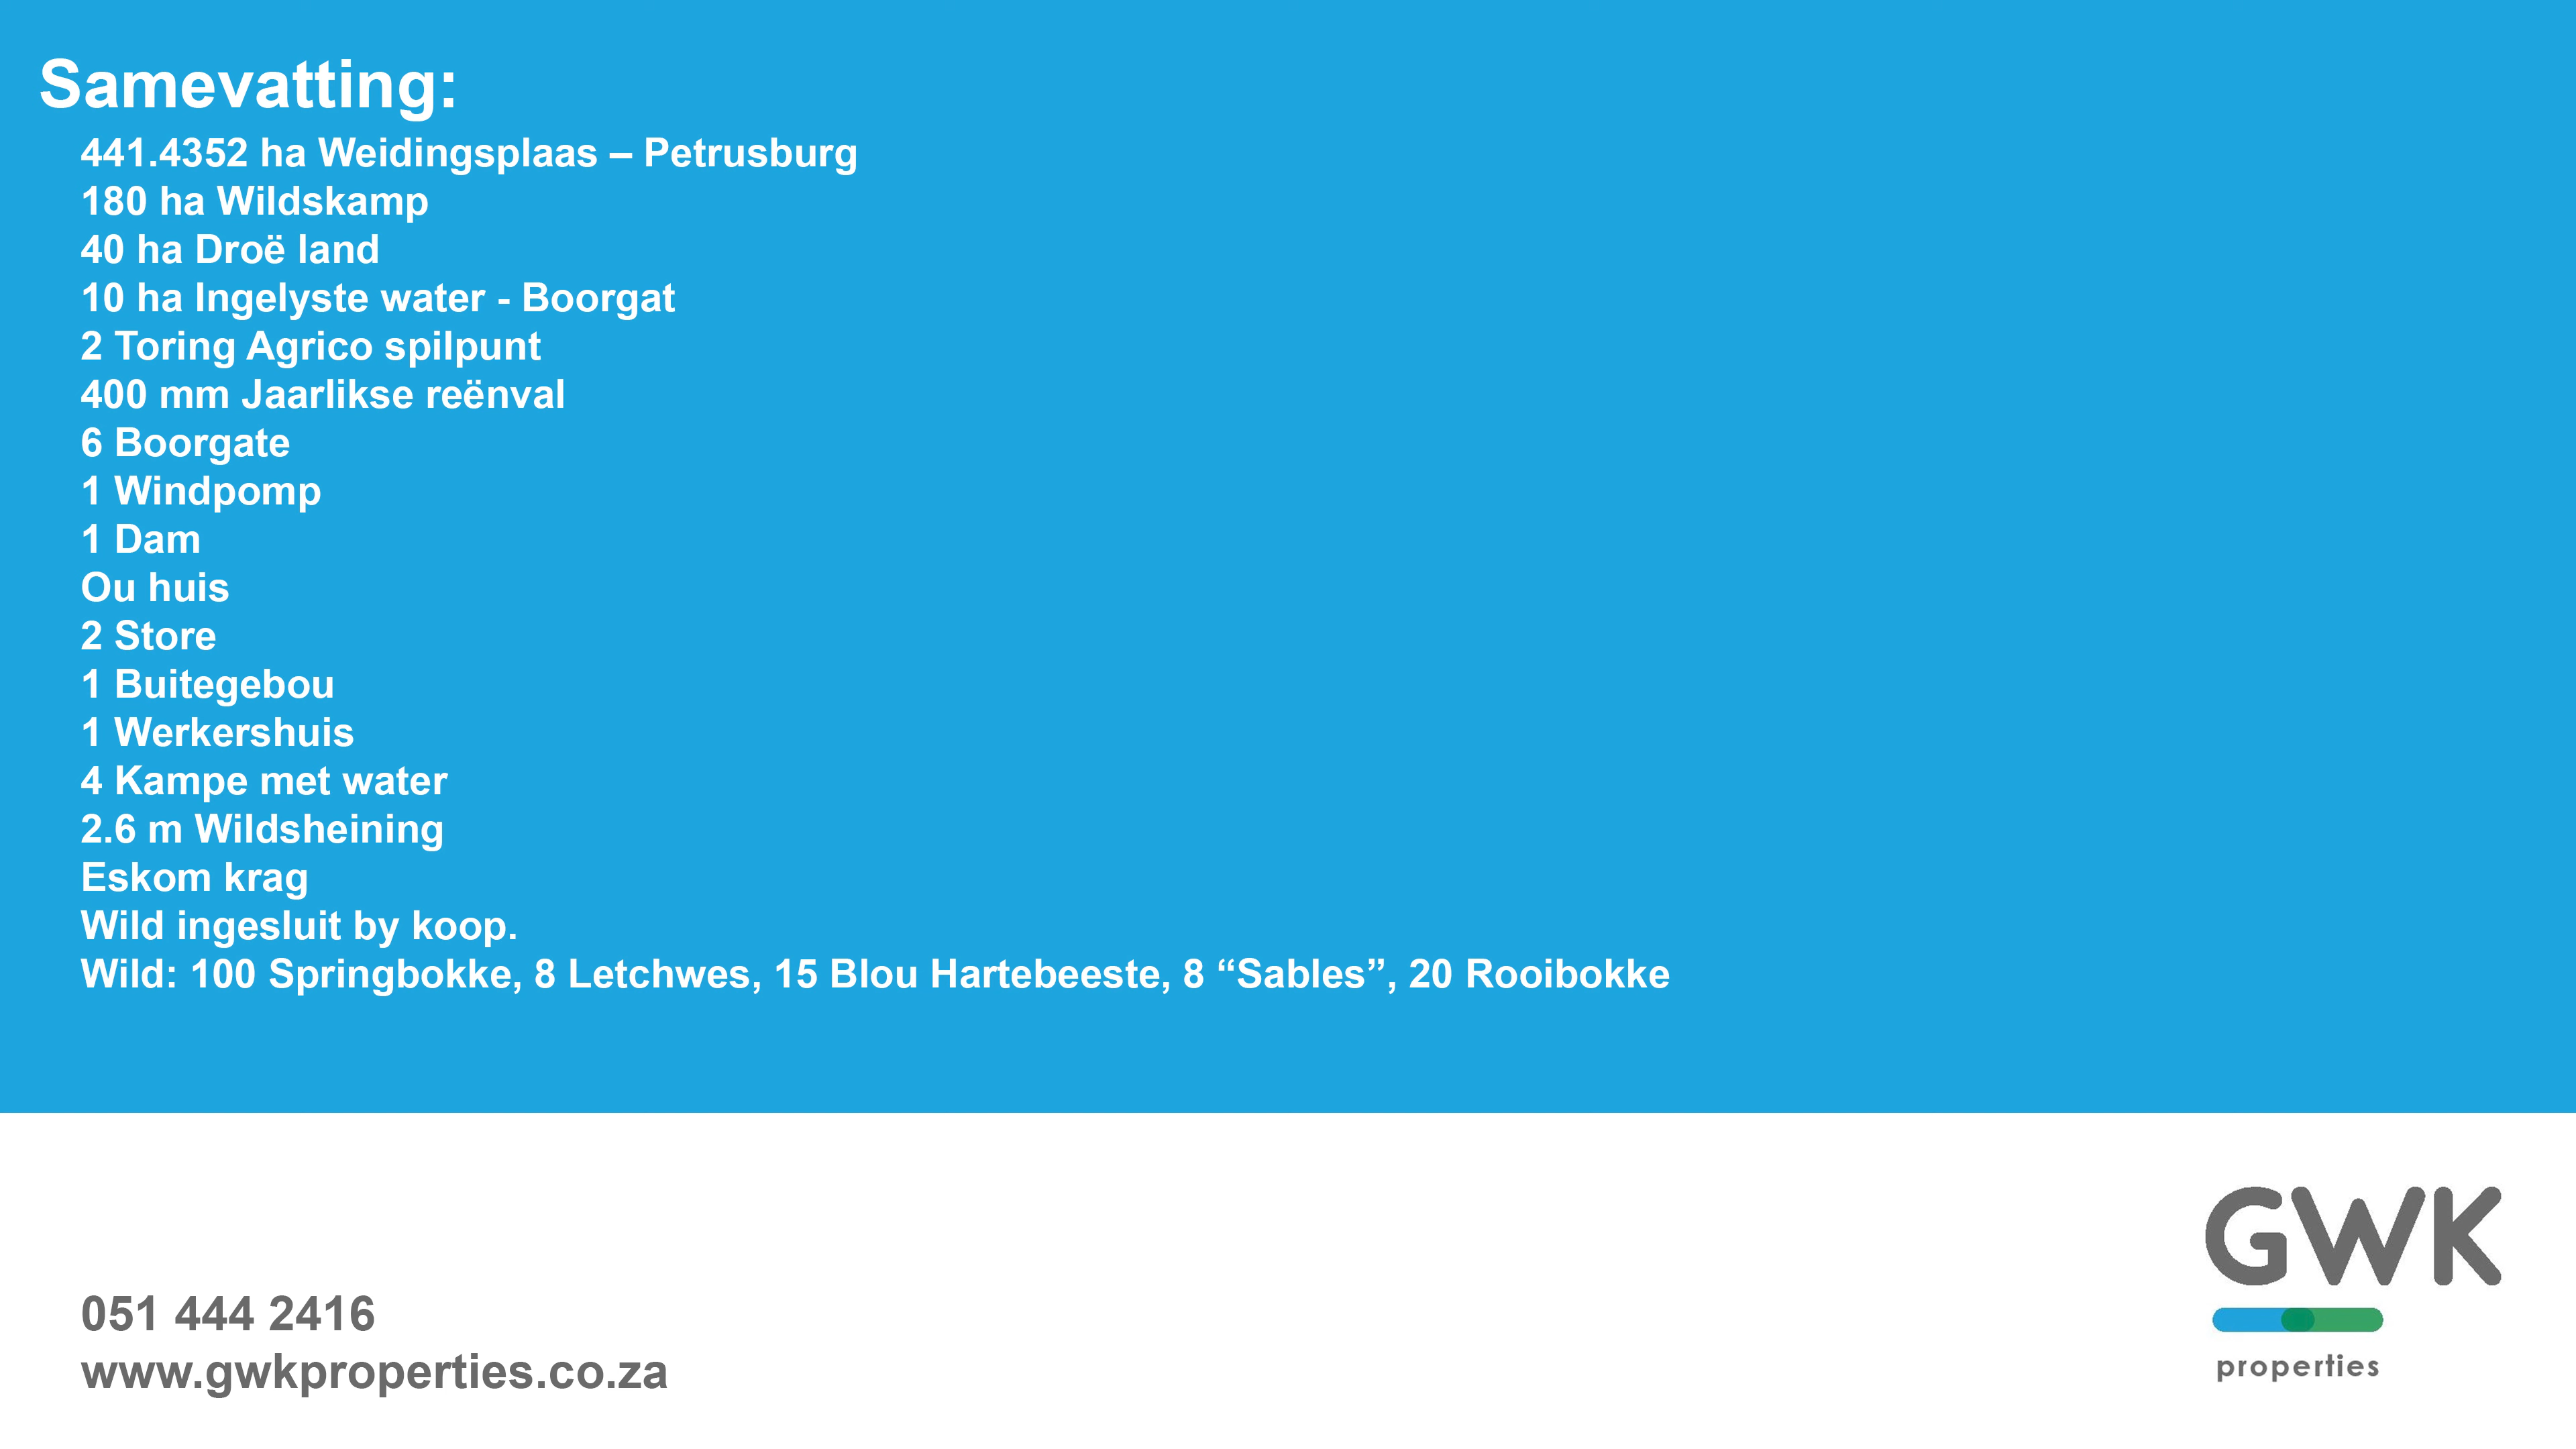 Samevatting:
441.4352 ha Weidingsplaas – Petrusburg
180 ha Wildskamp
40 ha Droë land
10 ha Ingelyste water - Boorgat
2 Toring Agrico spilpunt
400 mm Jaarlikse reënval
6 Boorgate
1 Windpomp
1 Dam
Ou huis
2 Store
1 Buitegebou
1 Werkershuis
4 Kampe met water
2.6 m Wildsheining
Eskom krag
Wild ingesluit by koop.
Wild: 100 Springbokke, 8 Letchwes, 15 Blou Hartebeeste, 8 “Sables”, 20 Rooibokke
051 444 2416
www.gwkproperties.co.za
GWK
properties